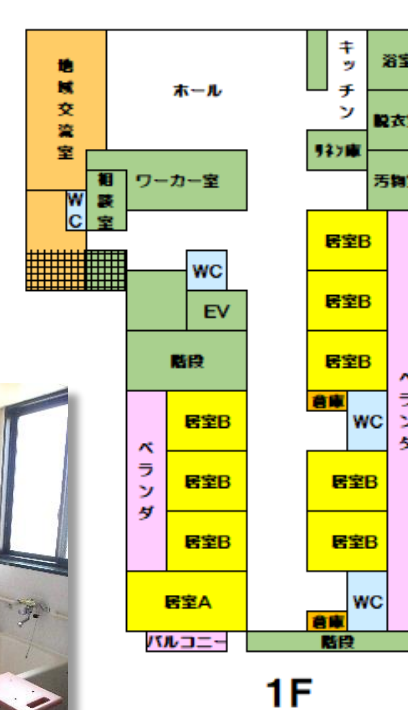 地域交流室
ホール
キッチン
浴室
脱衣
リネン庫
汚物
相談室
ワーカー室
WC
WC
EV
階段
居室B
居室B
居室B
倉庫
WC
ベランダ
ベランダ
居室B
居室B
居室B
居室B
居室B
居室A
WC
倉庫
バルコニー
階段
1F